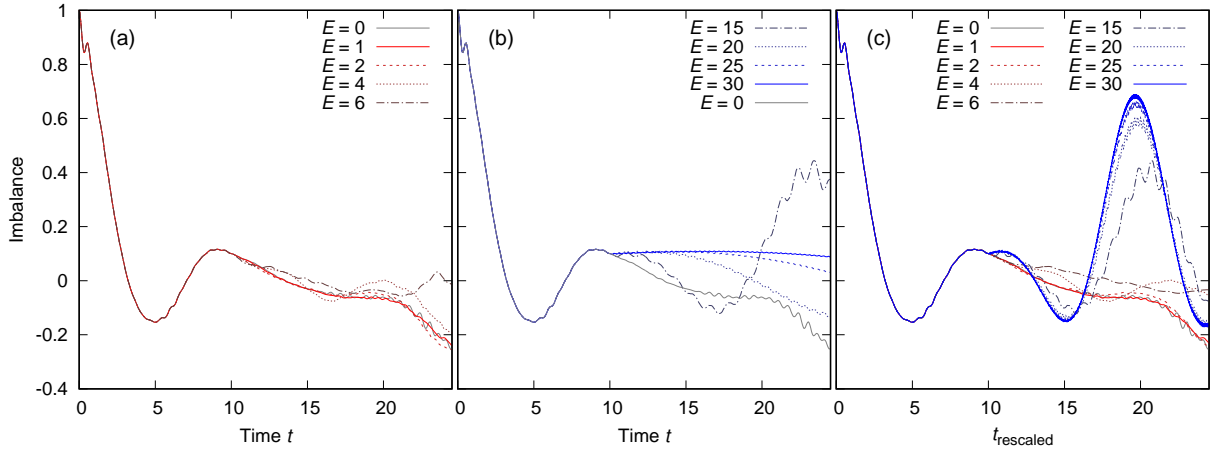 (a)
E = 0
E = 1
E = 2
E = 4
E = 6
(b)
E = 15
E = 20
E = 25
E = 30
E = 0
(c)
E = 0
E = 1
E = 2
E = 4
E = 6
E = 15
E = 20
E = 25
E = 30
Imbalance
1
0.8
0.6
0.4
0.2
0
-0.2
-0.4
0 5 10 15 20
0 5 10 15 20
0 5 10 15 20
Time t
Time t
t_rescaled